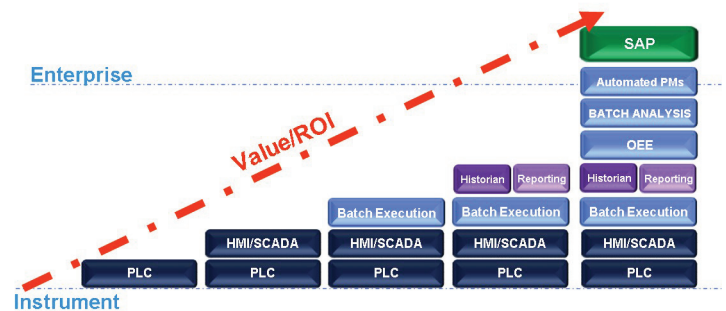 SAP
Enterprise
Automated PMs
BATCH ANALYSIS
Value/ROI
OEE
Historian Reporting Historian Reporting
Batch Execution Batch Execution Batch Execution
HMI/SCADA HMI/SCADA HMI/SCADA HMI/SCADA
PLC PLC PLC PLC PLC
Instrument